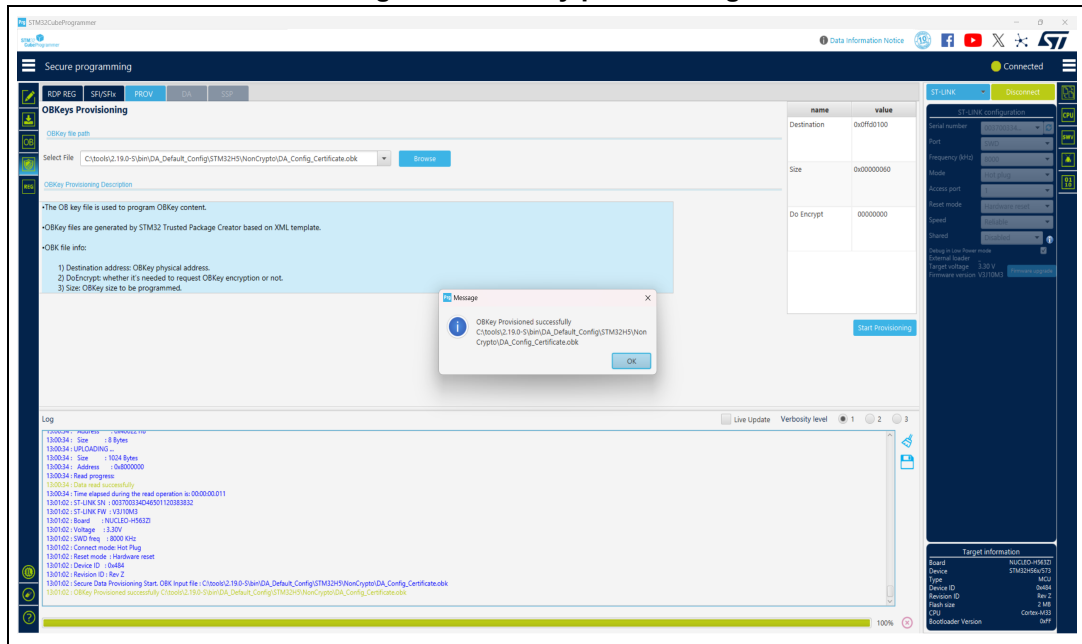 STM32CubeProgrammer
Data Information Notice
Secure programming
Connected
RDP REG SFI/SFIx PROV DA SSP
OBKeys Provisioning
OBKey file path
Select File C:\tools\2.19.0-S\bin\DA_Default_Config\STM32H5\NonCrypto\DA_Config_Certificate.obk Browse
OBKey Provisioning Description
•The OB key file is used to program OBKey content.
•OBKey files are generated by STM32 Trusted Package Creator based on XML template.
•OBK file info:
1) Destination address: OBKey physical address.
2) DoEncrypt: whether it's needed to request OBKey encryption or not.
3) Size: OBKey size to be programmed.
name value
Destination 0x0ffd0100
Size 0x00000060
Do Encrypt 00000000
Start Provisioning
Message
OBKey Provisioned successfully
C:\tools\2.19.0-S\bin\DA_Default_Config\STM32H5\Non
Crypto\DA_Config_Certificate.obk
OK
ST-LINK Disconnect
ST-LINK configuration
Serial number
Port SWD
Frequency (kHz) 8000
Mode Hot plug
Access port 1
Reset mode Hardware reset
Speed Reliable
Shared Disabled
Debug in Low Power mode
External loader
Target voltage 3.30 V
Firmware version V3J10M3 Firmware upgrade
OB
REG
CPU
SWV
Log Live Update Verbosity level 1 2 3
13:00:34 : Size : 8 Bytes
13:00:34 : UPLOADING ...
13:00:34 : Size : 1024 Bytes
13:00:34 : Address : 0x8000000
13:00:34 : Read progress:
13:00:34 : Data read successfully
13:00:34 : Time elapsed during the read operation is: 00:00:00.011
13:01:02 : ST-LINK SN : 003700334D46501120383832
13:01:02 : ST-LINK FW : V3J10M3
13:01:02 : Board : NUCLEO-H563ZI
13:01:02 : Voltage : 3.30V
13:01:02 : SWD freq : 8000 KHz
13:01:02 : Connect mode: Hot Plug
13:01:02 : Reset mode : Hardware reset
13:01:02 : Device ID : 0x484
13:01:02 : Revision ID : Rev Z
13:01:02 : Secure Data Provisioning Start. OBK Input file : C:\tools\2.19.0-S\bin\DA_Default_Config\STM32H5\NonCrypto\DA_Config_Certificate.obk
13:01:02 : OBKey Provisioned successfully C:\tools\2.19.0-S\bin\DA_Default_Config\STM32H5\NonCrypto\DA_Config_Certificate.obk
100%
Target information
Board NUCLEO-H563ZI
Device STM32H56x/573
Type MCU
Device ID 0x484
Revision ID Rev Z
Flash size 2 MB
CPU Cortex-M33
Bootloader Version 0xFF